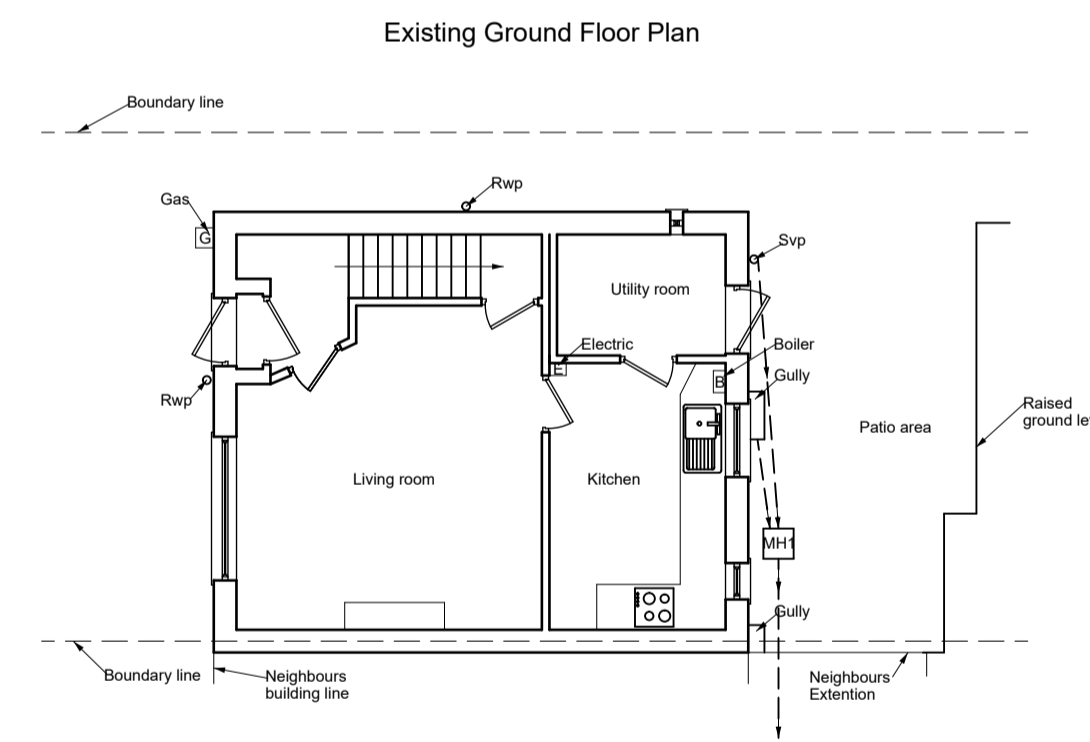 Existing Ground Floor Plan
Boundary line
Rwp
Gas
G
Svp
Utility room
Electric
E
Boiler
B
Gully
Rwp
Raised
Patio area
ground
Living room
Kitchen
MH1
Gully
Boundary line
Neighbours
building line
Neighbours
Extention